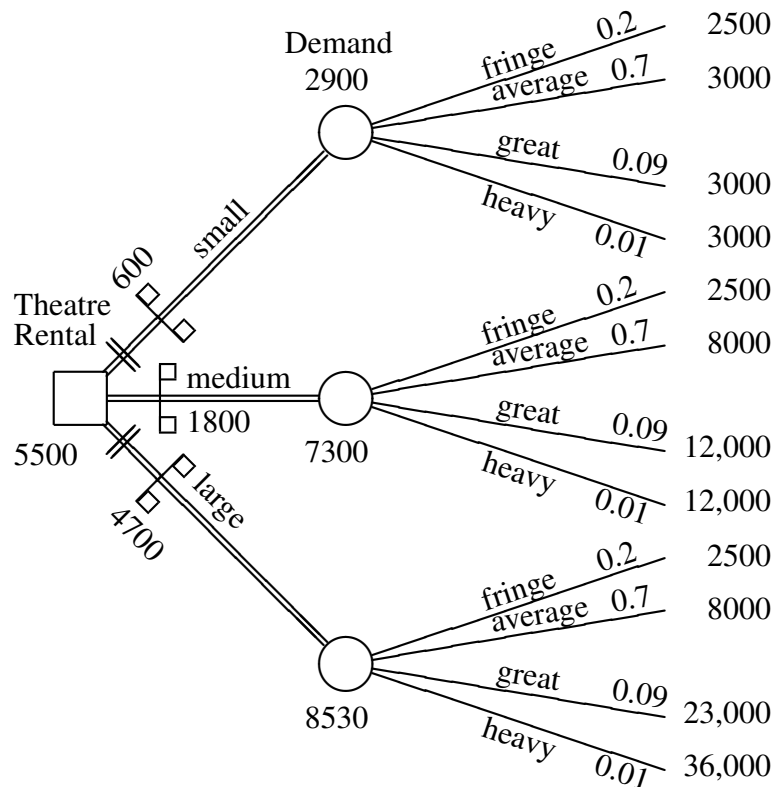 Demand
2900
fringe 0.2 2500
average 0.7 3000
great 0.09 3000
heavy 0.01 3000
small
600
Theatre
Rental
5500
medium
1800
7300
fringe 0.2 2500
average 0.7 8000
great 0.09 12,000
heavy 0.01 12,000
large
4700
8530
fringe 0.2 2500
average 0.7 8000
great 0.09 23,000
heavy 0.01 36,000